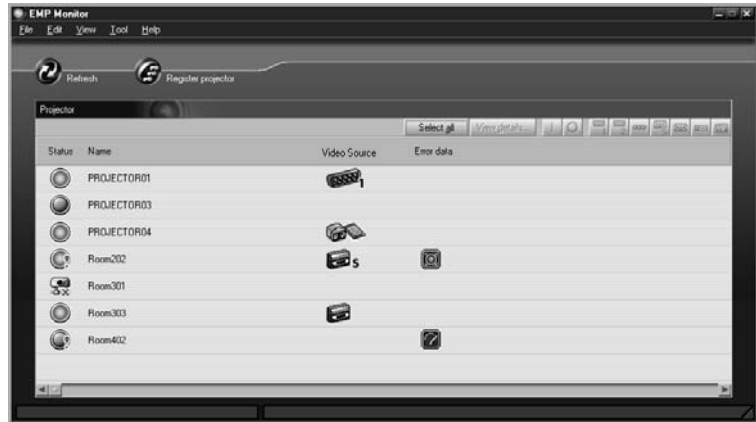 EMP Monitor
File Edit View Tool Help
Refresh Register projector
Projector
Select all View details...
Status Name Video Source Error data
PROJECTOR01 1
PROJECTOR03
PROJECTOR04
Room202 S
Room301
Room303
Room402